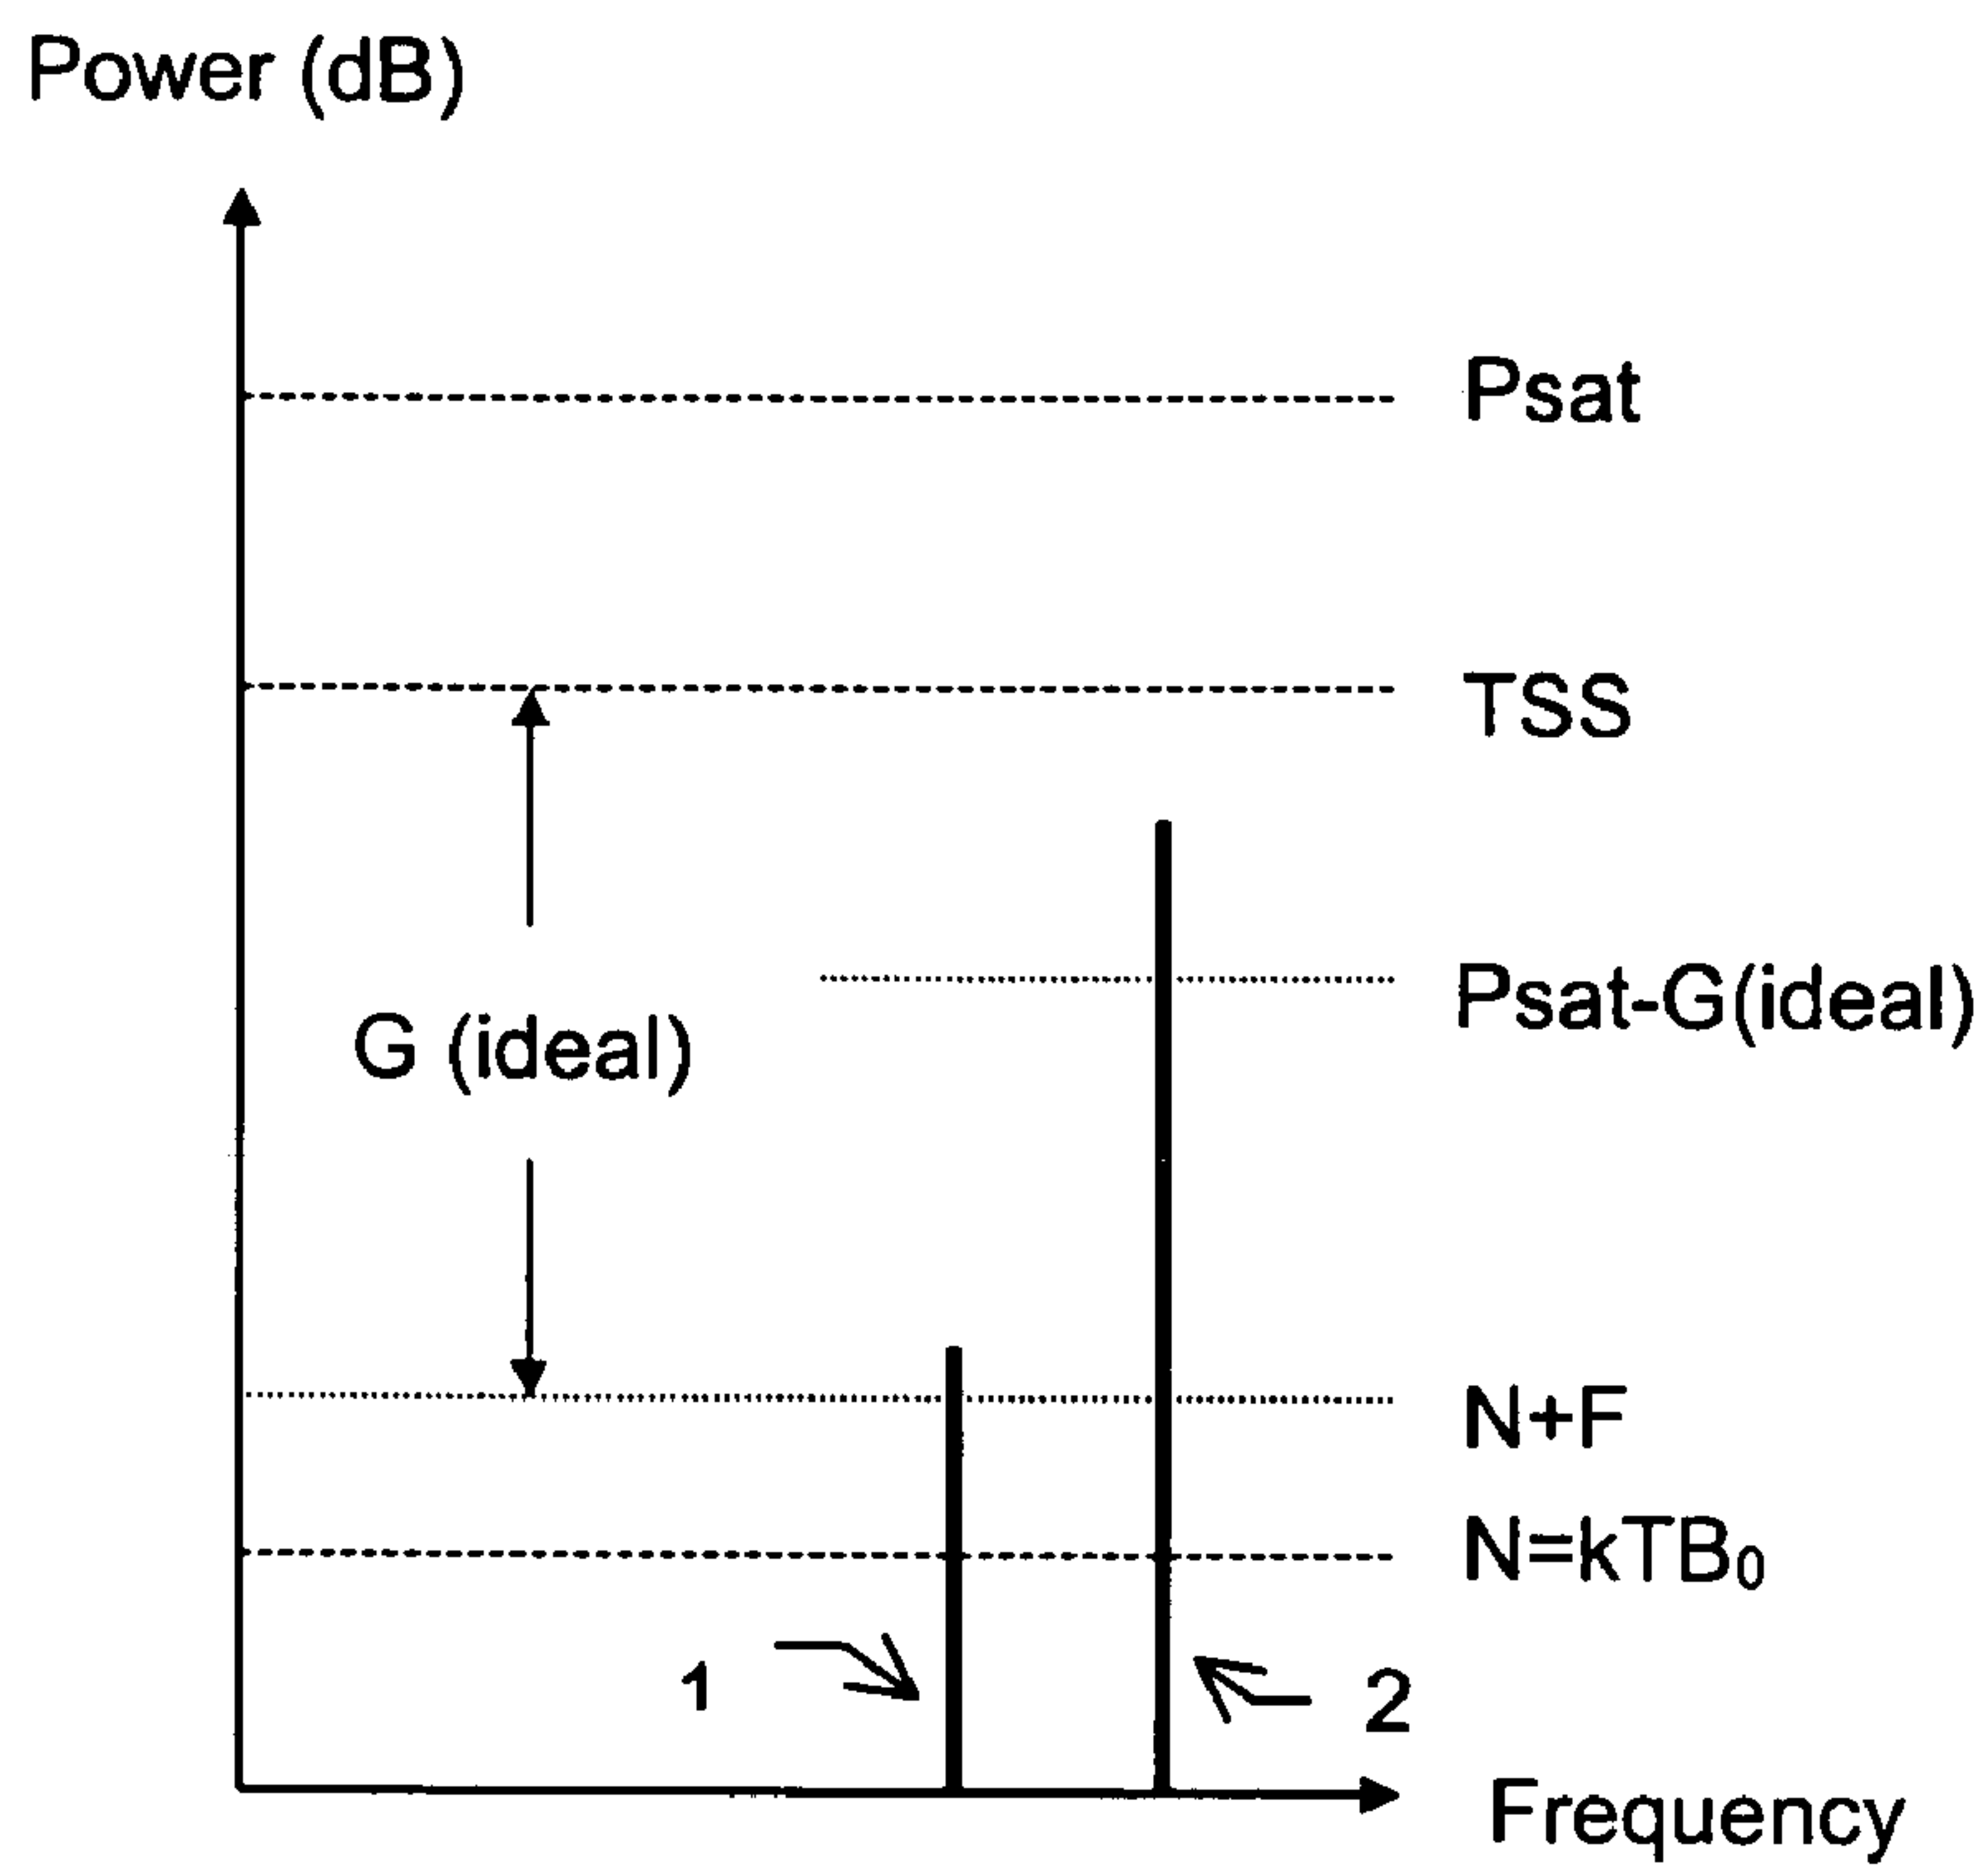 Power (dB)
Psat
TSS
Psat-G(ideal)
G (ideal)
N+F
N=kTB₀
1
2
Frequency